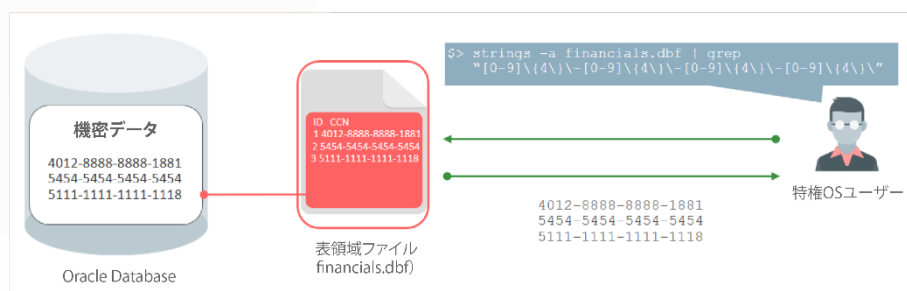 $> strings -a financials.dbf | grep
"[0-9]\{4\}\-[0-9]\{4\}\-[0-9]\{4\}\-[0-9]\{4\}\"
機密データ
4012-8888-8888-1881
5454-5454-5454-5454
5111-1111-1111-1118
Oracle Database
ID CCN
1 4012-8888-8888-1881
2 5454-5454-5454-5454
3 5111-1111-1111-1118
表領域ファイル
financials.dbf)
4012-8888-8888-1881
5454-5454-5454-5454
5111-1111-1111-1118
特権OSユーザー